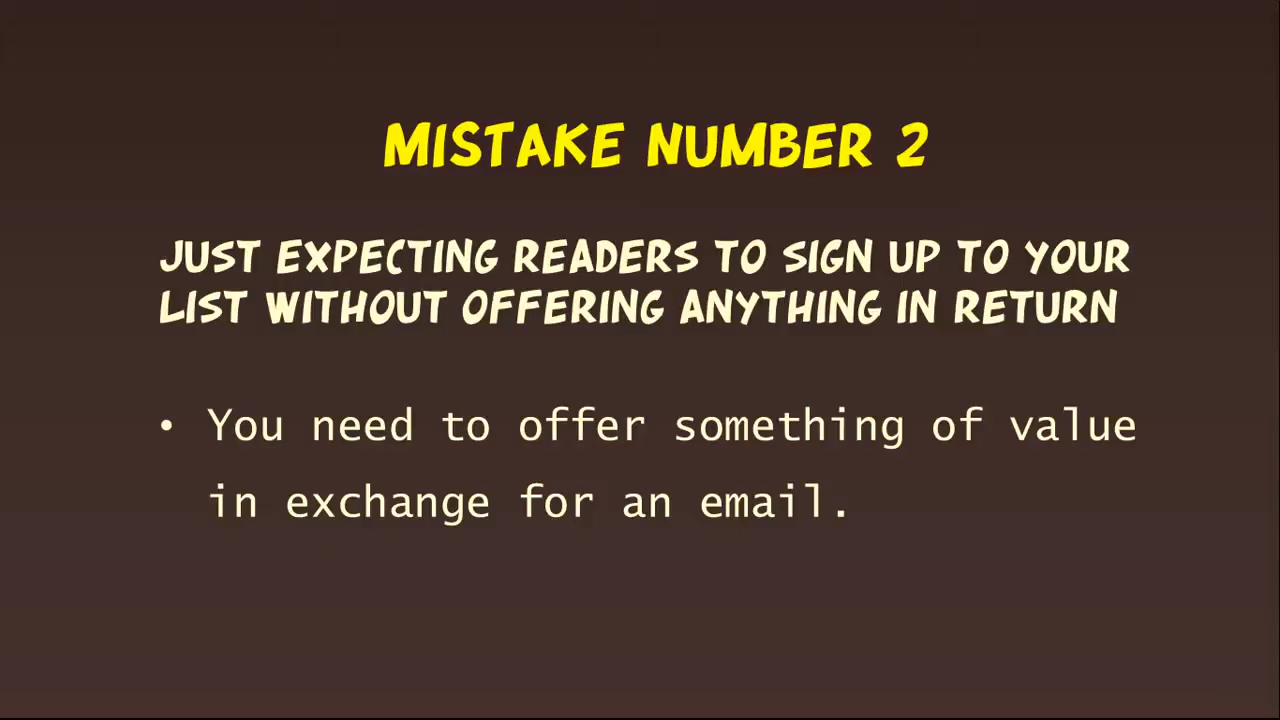 MISTAKE NUMBER 2
JUST EXPECTING READERS TO SIGN UP TO YOUR
LIST WITHOUT OFFERING ANYTHING IN RETURN
• You need to offer something of value
in exchange for an email.